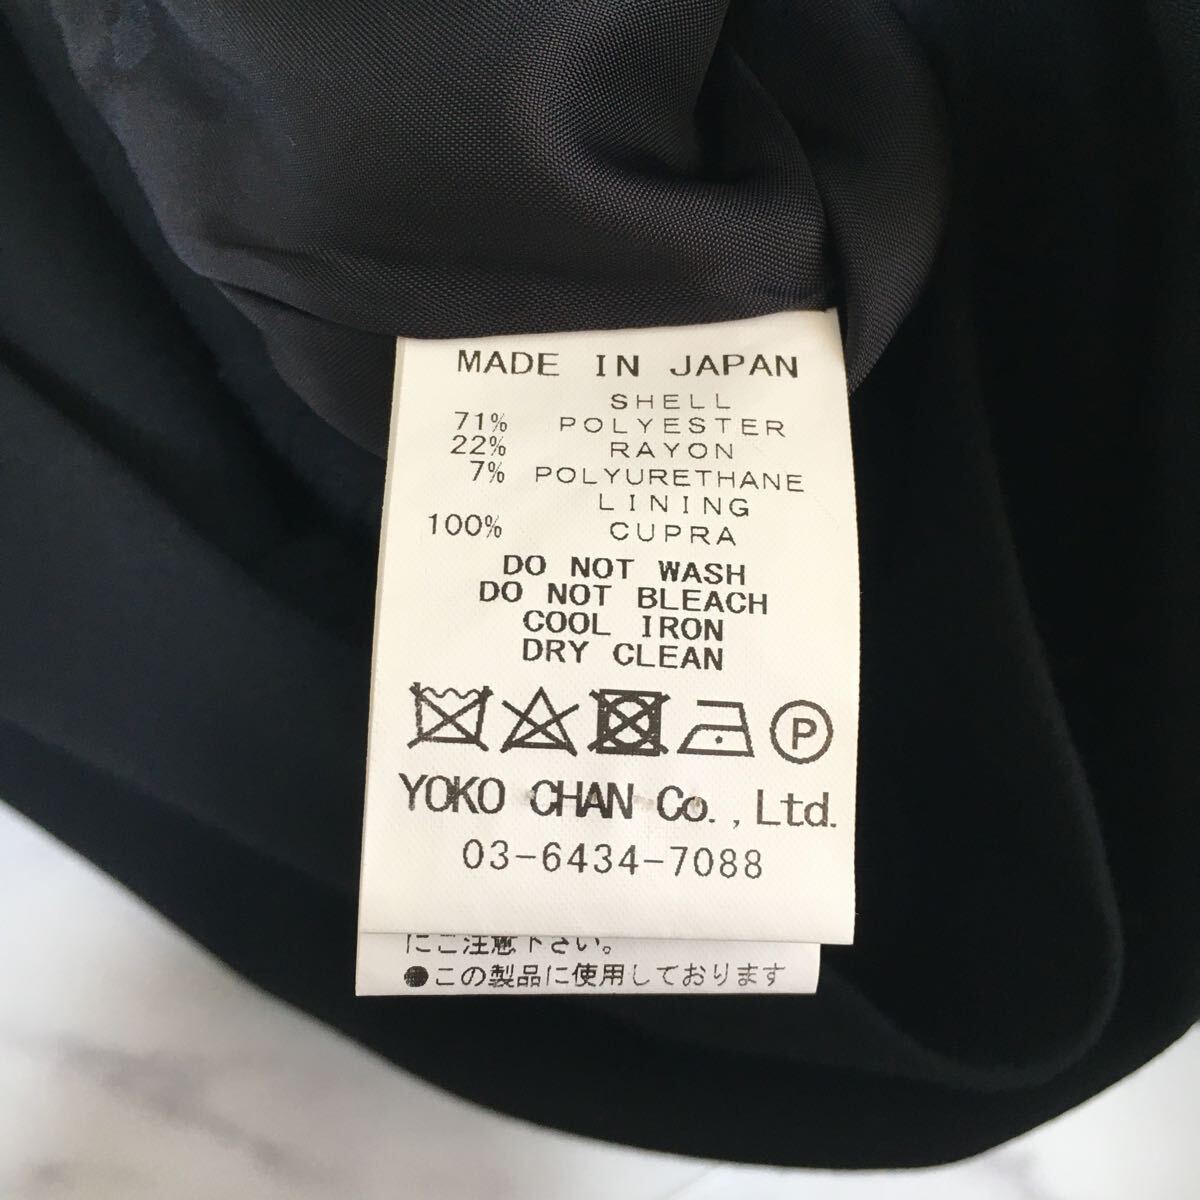 MADE IN JAPAN
SHELL
71% POLYESTER
22% RAYON
7% POLYURETHANE
LINING
100% CUPRA
DO NOT WASH
DO NOT BLEACH
COOL IRON
DRY CLEAN
P
YOKO CHAN Co.,Ltd.
03-6434-7088
にご注意下さい。
●この製品に使用しております